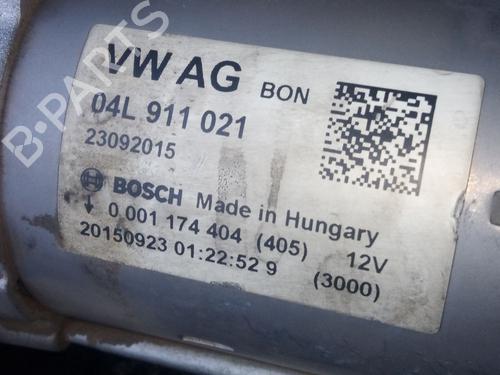 VW AG BON
04L 911 021
23092015
BOSCH Made in Hungary
0 001 174 404 (405) 12V
20150923 01:22:52 9 (3000)
B-PARTS